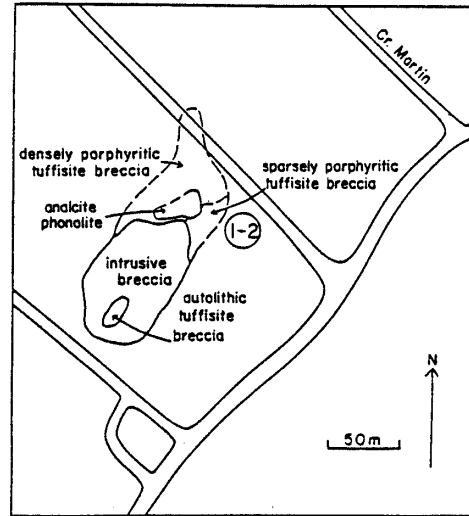 Cr. Martin
densely porphyritic
tuffisite breccia
sparsely porphyritic
tuffisite breccia
analcite
phonolite
1-2
intrusive
breccia
autolithic
tuffisite
breccia
N
50m